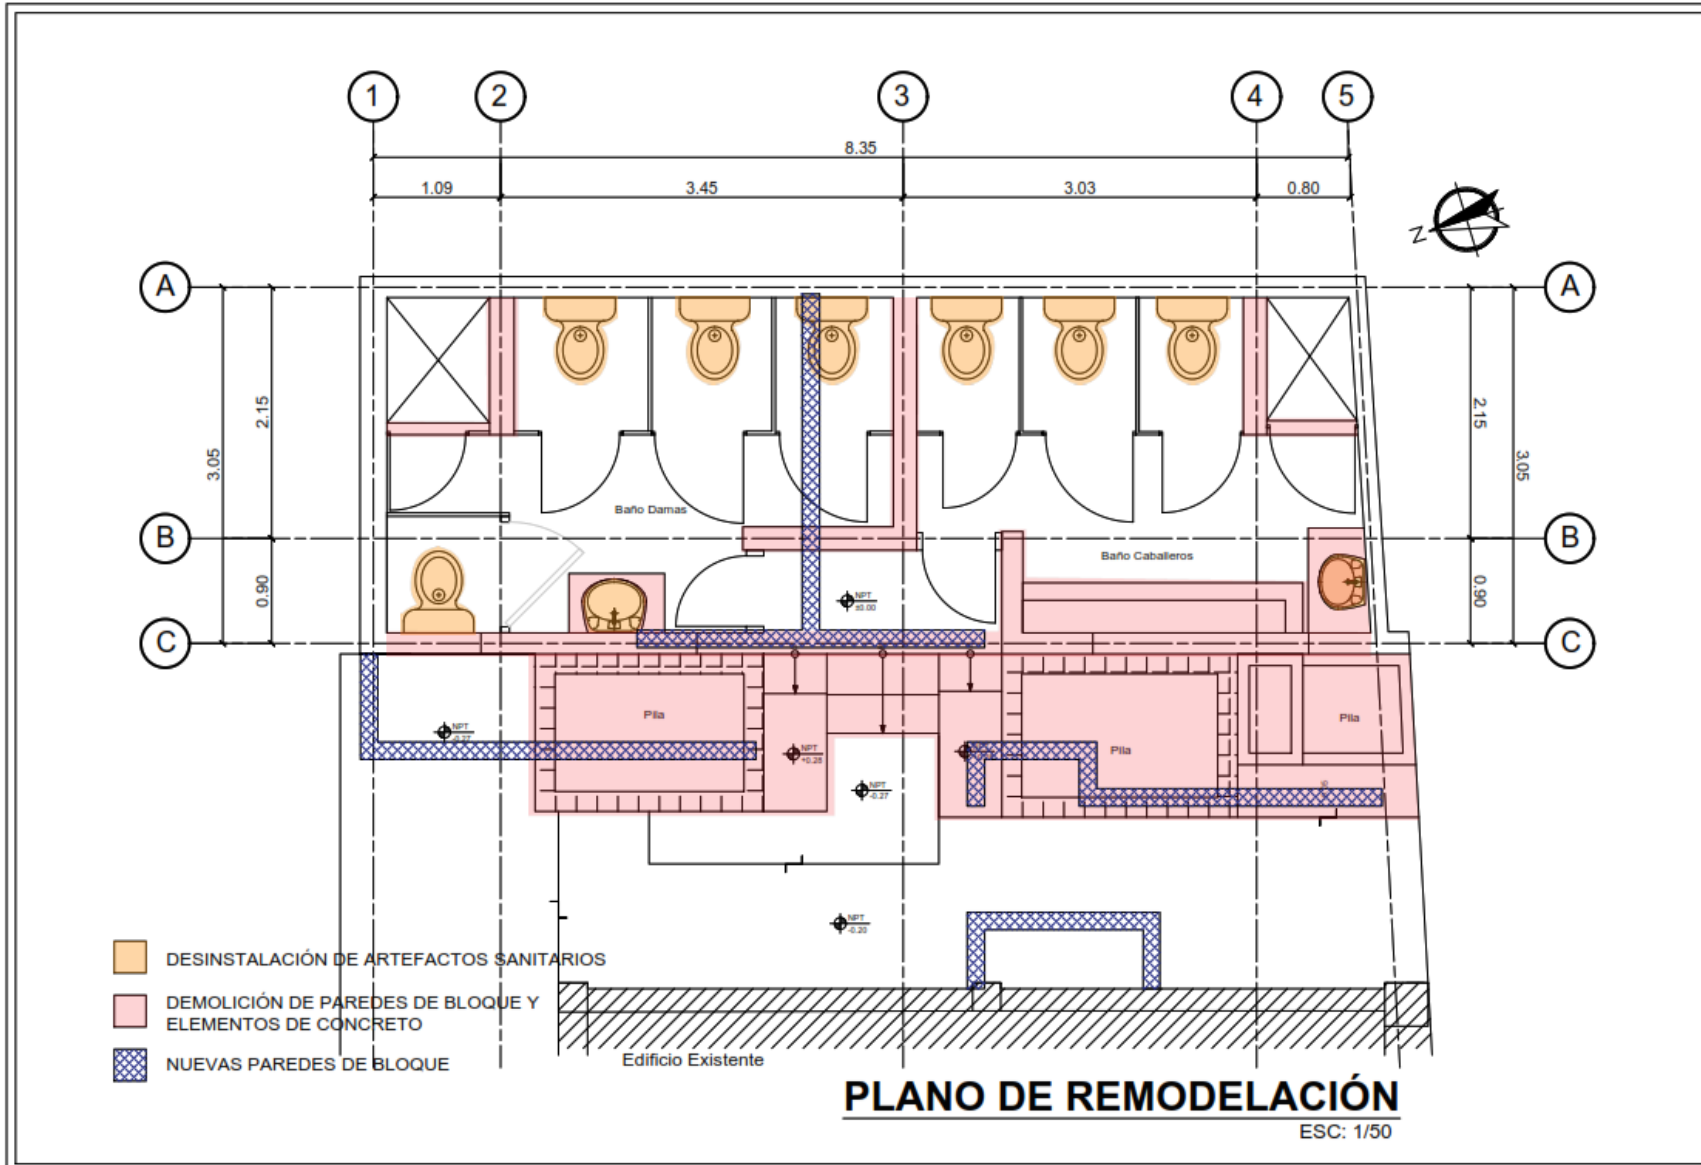 1 2 3 4 5
8.35
1.09 3.45 3.03 0.80
N
A A
2.15 2.15
3.05 3.05
Baño Damas
B B
Baño Caballeros
0.90 0.90
NPT
±0.00
C C
Pila
Pila
NPT
-0.27
NPT
+0.28
Pila
NPT
-0.27
NPT
-0.20
DESINSTALACIÓN DE ARTEFACTOS SANITARIOS
DEMOLICIÓN DE PAREDES DE BLOQUE Y
ELEMENTOS DE CONCRETO
NUEVAS PAREDES DE BLOQUE
Edificio Existente
PLANO DE REMODELACIÓN
ESC: 1/50